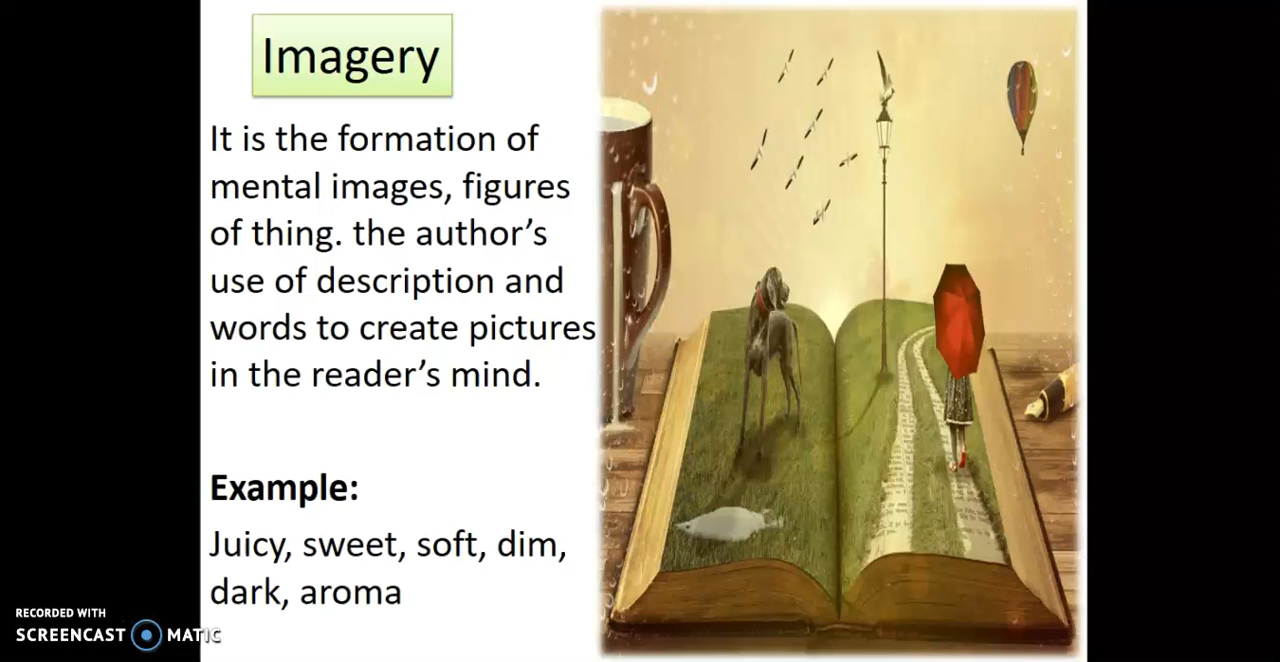 Imagery
It is the formation of
mental images, figures
of thing. the author’s
use of description and
words to create pictures
in the reader’s mind.
Example:
Juicy, sweet, soft, dim,
dark, aroma
RECORDED WITH
SCREENCAST MATIC